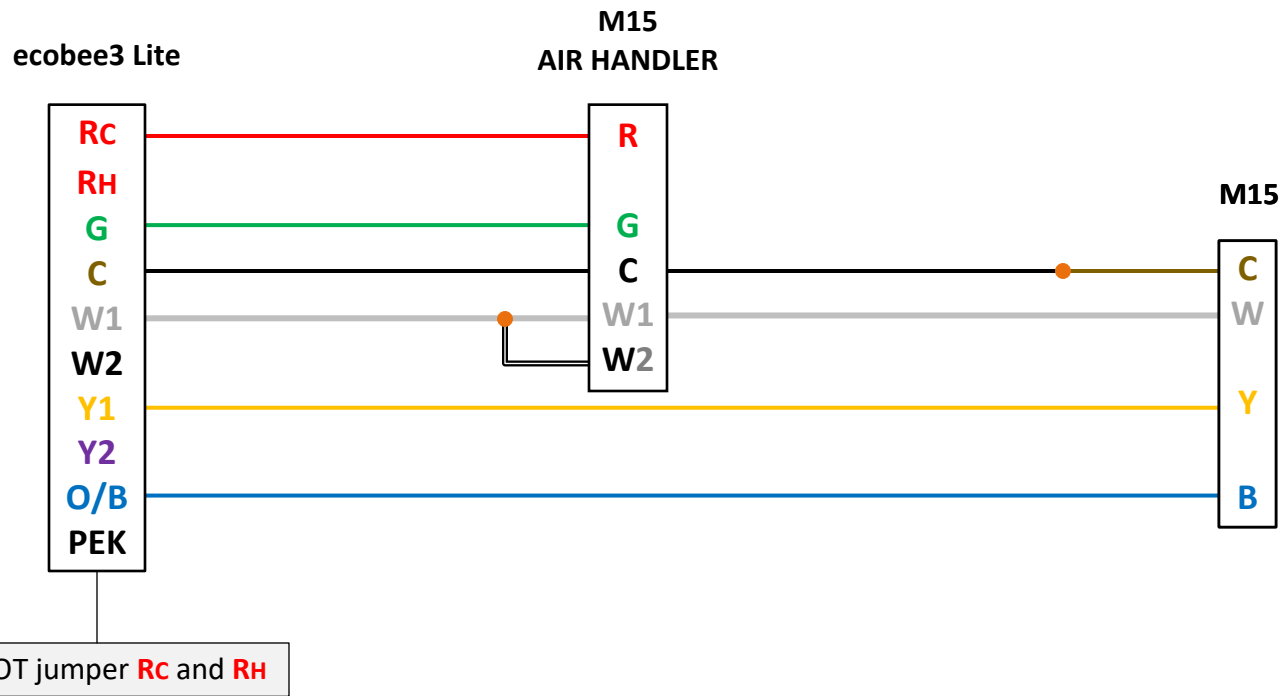 ecobee3 Lite
M15
AIR HANDLER
RC
RH
G
C
W1
W2
Y1
Y2
O/B
PEK
R
G
C
W1
W2
M15
C
W
Y
B
jumper RC and RH